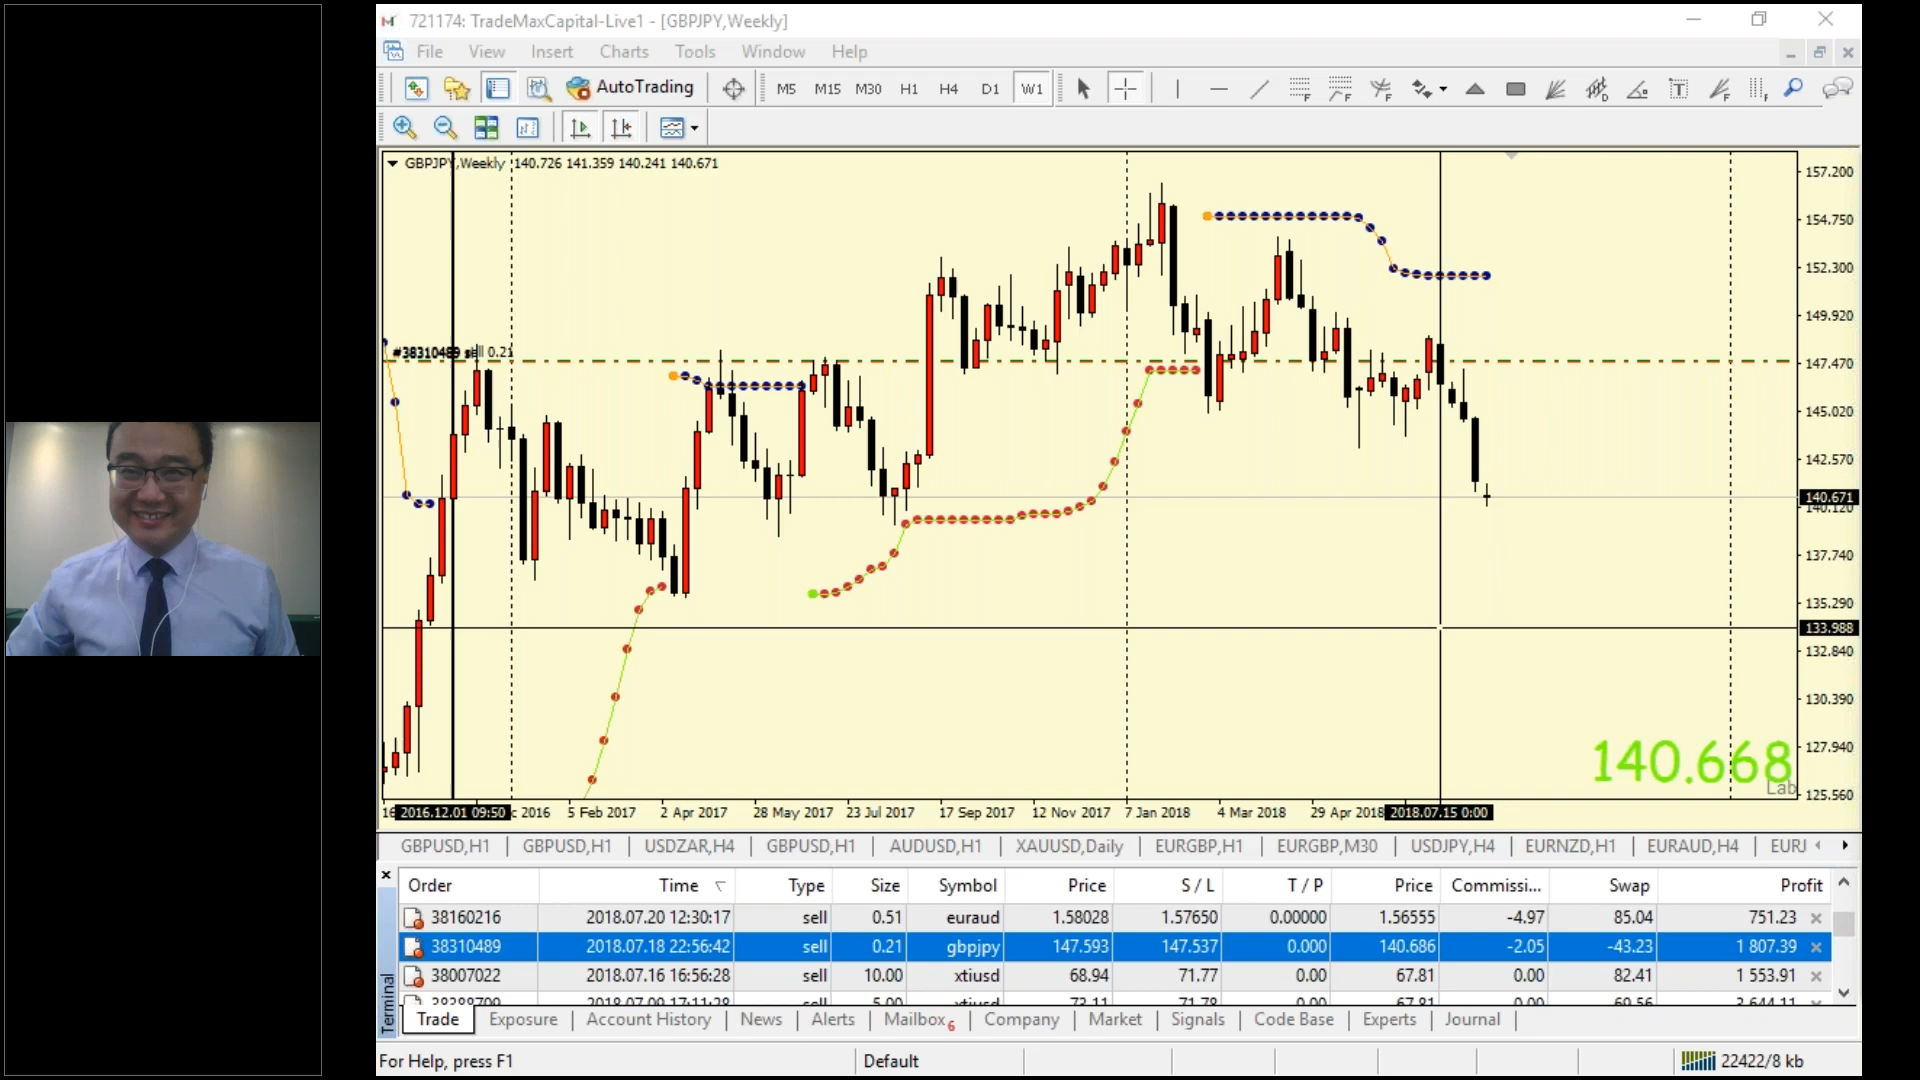 721174: TradeMaxCapital-Live1 - [GBPJPY,Weekly]
File View Insert Charts Tools Window Help
AutoTrading M5 M15 M30 H1 H4 D1 W1
GBPJPY,Weekly 140.726 141.359 140.241 140.671
157.200
154.750
152.300
149.920
#38310489 sell 0.21
147.470
145.020
142.570
140.671
140.120
137.740
135.290
133.988
132.840
130.390
127.940
140.668
Lab
125.560
16 2016.12.01 09:50 c 2016 5 Feb 2017 2 Apr 2017 28 May 2017 23 Jul 2017 17 Sep 2017 12 Nov 2017 7 Jan 2018 4 Mar 2018 29 Apr 2018 2018.07.15 0:00
GBPUSD,H1 GBPUSD,H1 USDZAR,H4 GBPUSD,H1 AUDUSD,H1 XAUUSD,Daily EURGBP,H1 EURGBP,M30 USDJPY,H4 EURNZD,H1 EURAUD,H4 EURJ
Order Time Type Size Symbol Price S / L T / P Price Commissi... Swap Profit
38160216 2018.07.20 12:30:17 sell 0.51 euraud 1.58028 1.57650 0.00000 1.56555 -4.97 85.04 751.23
38310489 2018.07.18 22:56:42 sell 0.21 gbpjpy 147.593 147.537 0.000 140.686 -2.05 -43.23 1 807.39
38007022 2018.07.16 16:56:28 sell 10.00 xtiusd 68.94 71.77 0.00 67.81 0.00 82.41 1 553.91
Terminal
Trade Exposure Account History News Alerts Mailbox 6 Company Market Signals Code Base Experts Journal
For Help, press F1 Default 22422/8 kb